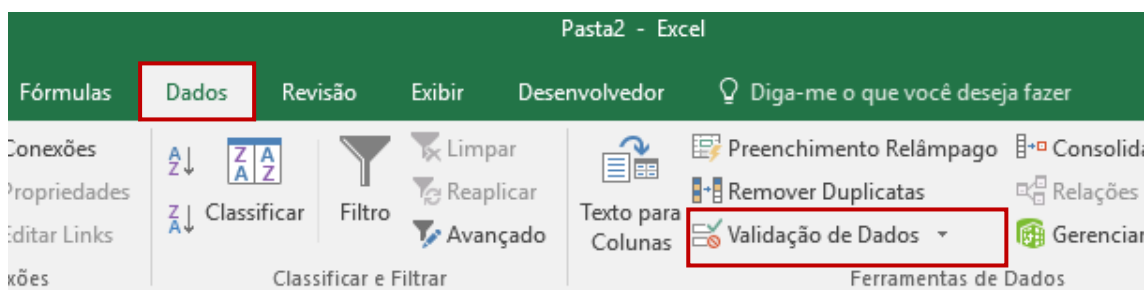 Pasta2 - Excel
Fórmulas Dados Revisão Exibir Desenvolvedor Diga-me o que você deseja fazer
Conexões
Propriedades
Editar Links
Classificar
Filtro
Limpar
Reaplicar
Avançado
Classificar e Filtrar
Texto para
Colunas
Preenchimento Relâmpago
Remover Duplicatas
Validação de Dados
Consolida
Relações
Gerenciar
Ferramentas de Dados